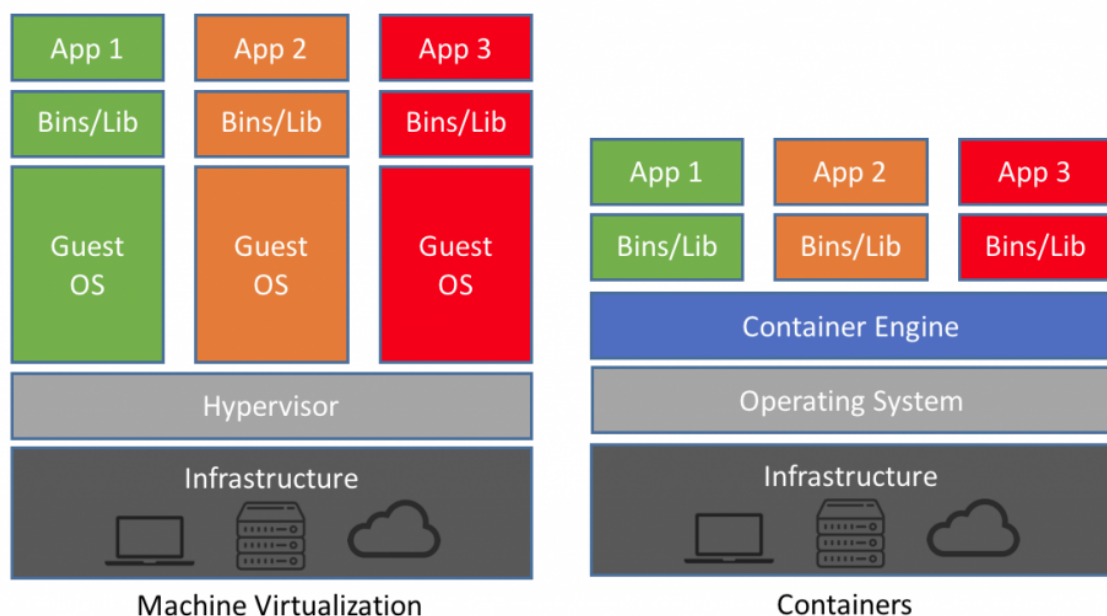 App 1
App 2
App 3
Bins/Lib
Bins/Lib
Bins/Lib
Guest
OS
Guest
OS
Guest
OS
Hypervisor
Infrastructure
Machine Virtualization
App 1
App 2
App 3
Bins/Lib
Bins/Lib
Bins/Lib
Container Engine
Operating System
Infrastructure
Containers